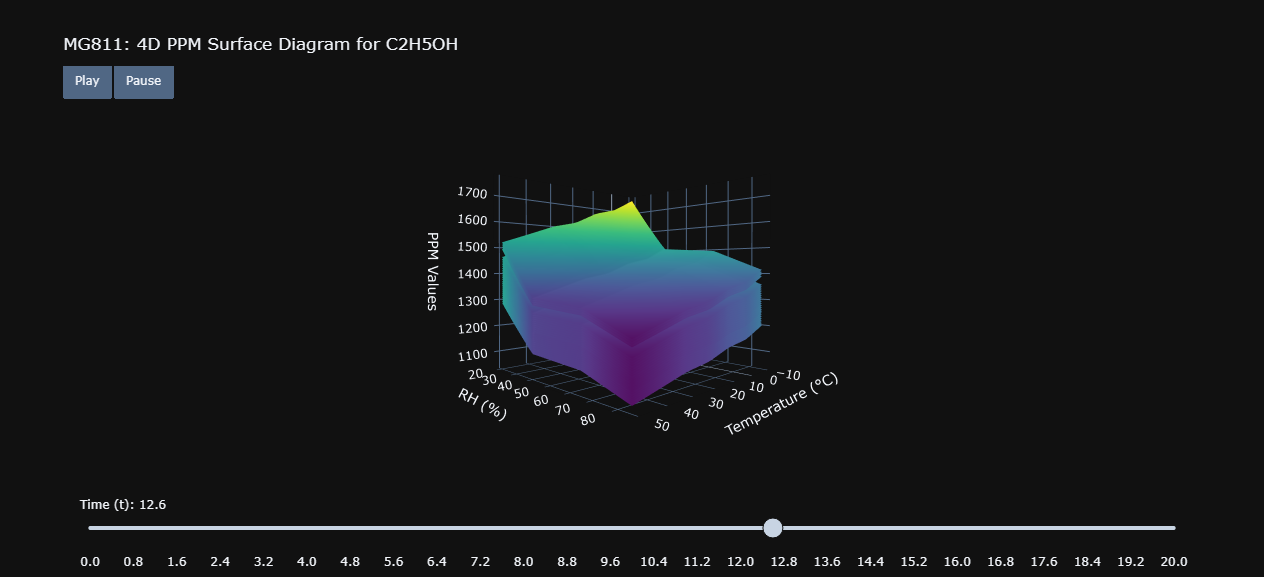 MG811: 4D PPM Surface Diagram for C2H5OH
Play Pause
1700
1600
1500
1400
1300
1200
1100
PPM Values
20 30 40 50 60 70 80
RH (%)
50 40 30 20 10 0 −10
Temperature (°C)
Time (t): 12.6
0.0 0.8 1.6 2.4 3.2 4.0 4.8 5.6 6.4 7.2 8.0 8.8 9.6 10.4 11.2 12.0 12.8 13.6 14.4 15.2 16.0 16.8 17.6 18.4 19.2 20.0